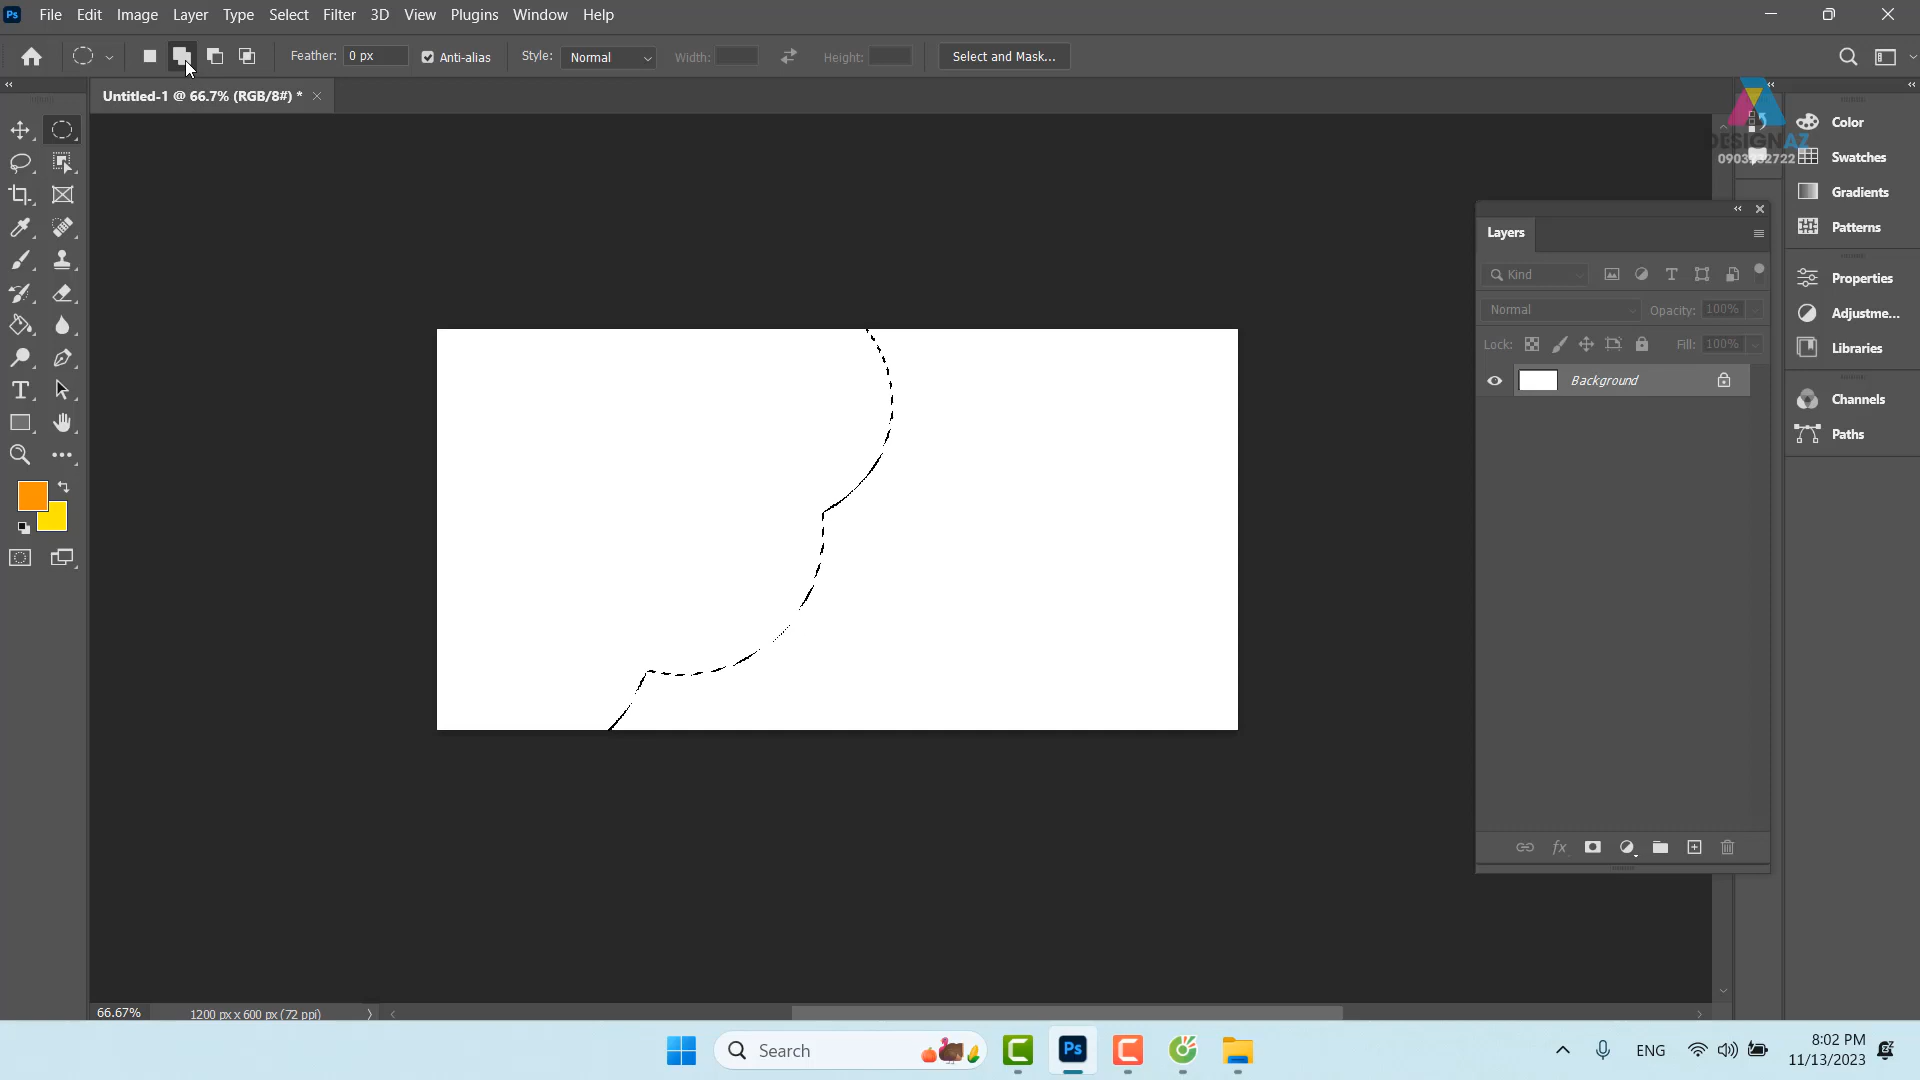 Ps File Edit Image Layer Type Select Filter 3D View Plugins Window Help
Feather: 0 px Anti-alias Style: Normal Width: Height: Select and Mask...
Untitled-1 @ 66.7% (RGB/8#) *
DESIGNAZ
Color
Swatches
Gradients
Patterns
Properties
Adjustme...
Libraries
Channels
Paths
Layers
Kind
Normal Opacity: 100%
Lock: Fill: 100%
Background
66.67% 1200 px x 600 px (72 ppi)
Search
Ps
ENG
8:02 PM
11/13/2023